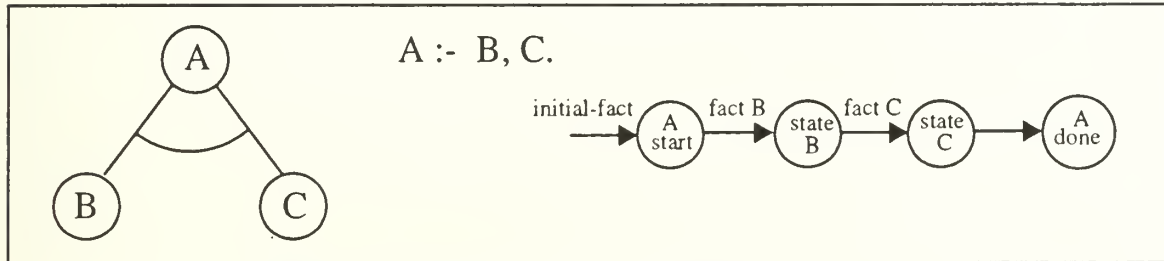 A
B
C
A :- B, C.
initial-fact
A
start
fact B
state
B
fact C
state
C
A
done